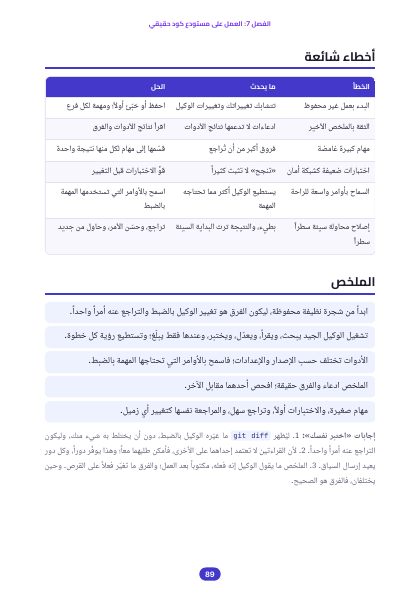 الفصل 7: العمل على مستودع كود حقيقي
أخطاء شائعة
الخطأ ما يحدث الحل
البدء بعمل غير محفوظ تتشابك تغييراتك وتغييرات الوكيل احفظ أو خبّئ أولاً؛ ومهمة لكل فرع
الثقة بالملخص الأخير ادعاءات لا تدعمها نتائج الأدوات اقرأ نتائج الأدوات والفرق
مهام كبيرة غامضة فروق أكبر من أن تُراجع قسّمها إلى مهام لكل منها نتيجة واحدة
اختبارات ضعيفة كشبكة أمان «تنجح» لا تثبت كثيراً قوِّ الاختبارات قبل التغيير
السماح بأوامر واسعة للراحة يستطيع الوكيل أكثر مما تحتاجه اسمح بالأوامر التي تستخدمها المهمة
المهمة بالضبط
إصلاح محاولة سيئة سطراً بطيء، والنتيجة ترث البداية السيئة تراجع، وحسّن الأمر، وحاول من جديد
سطراً
الملخص
ابدأ من شجرة نظيفة محفوظة، ليكون الفرق هو تغيير الوكيل بالضبط والتراجع عنه أمراً واحداً.
تشغيل الوكيل الجيد يبحث، ويقرأ، ويعدّل، ويختبر، وعندها فقط يبلّغ؛ وتستطيع رؤية كل خطوة.
الأدوات تختلف حسب الإصدار والإعدادات؛ فاسمح بالأوامر التي تحتاجها المهمة بالضبط.
الملخص ادعاء والفرق حقيقة؛ افحص أحدهما مقابل الآخر.
مهام صغيرة، والاختبارات أولاً، وتراجع سهل، والمراجعة نفسها كتغيير أي زميل.
إجابات «اختبر نفسك»: 1. ليُظهر git diff ما غيّره الوكيل بالضبط، دون أن يختلط به شيء منك، وليكون
التراجع عنه أمراً واحداً. 2. لأن القراءتين لا تعتمد إحداهما على الأخرى، فأمكن طلبهما معاً؛ وهذا يوفّر دوراً، وكل دور
يعيد إرسال السياق. 3. الملخص ما يقول الوكيل إنه فعله، مكتوباً بعد العمل؛ والفرق ما تغيّر فعلاً على القرص. وحين
يختلفان، فالفرق هو الصحيح.
89